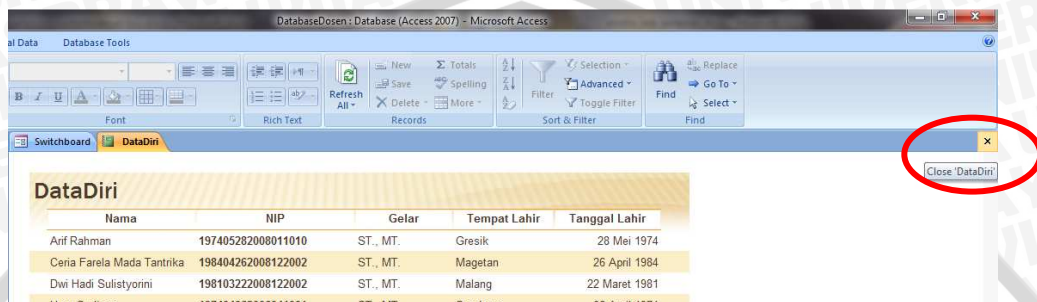 DatabaseDosen : Database (Access 2007) - Microsoft Access
al Data Database Tools
New Σ Totals Selection Replace
Save Spelling Advanced Go To
B I U A Refresh All Delete More Filter Toggle Filter Find Select
Font Rich Text Records Sort & Filter Find
Switchboard DataDiri
Close 'DataDiri'
DataDiri
Nama NIP Gelar Tempat Lahir Tanggal Lahir
Arif Rahman 197405282008011010 ST., MT. Gresik 28 Mei 1974
Ceria Farela Mada Tantrika 198404262008122002 ST., MT. Magetan 26 April 1984
Dwi Hadi Sulistyorini 198103222008122002 ST., MT. Malang 22 Maret 1981